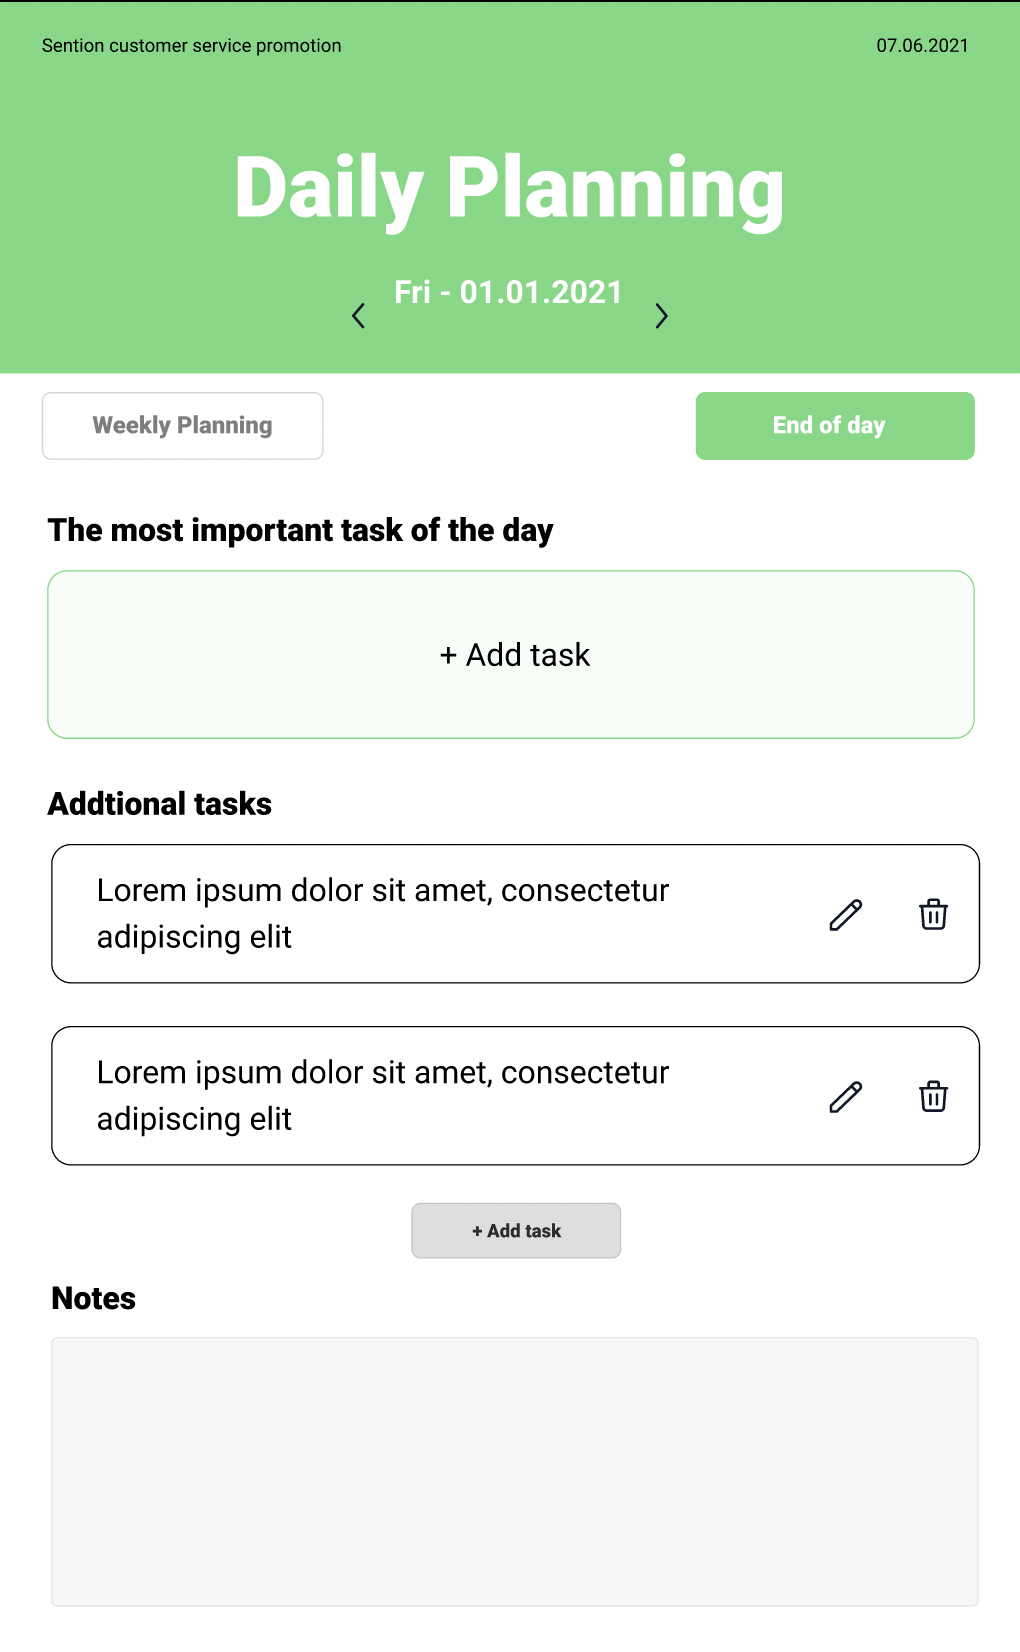 Sention customer service promotion
07.06.2021
Daily Planning
Fri - 01.01.2021
Weekly Planning
End of day
The most important task of the day
+ Add task
Addtional tasks
Lorem ipsum dolor sit amet, consectetur
adipiscing elit
Lorem ipsum dolor sit amet, consectetur
adipiscing elit
+ Add task
Notes